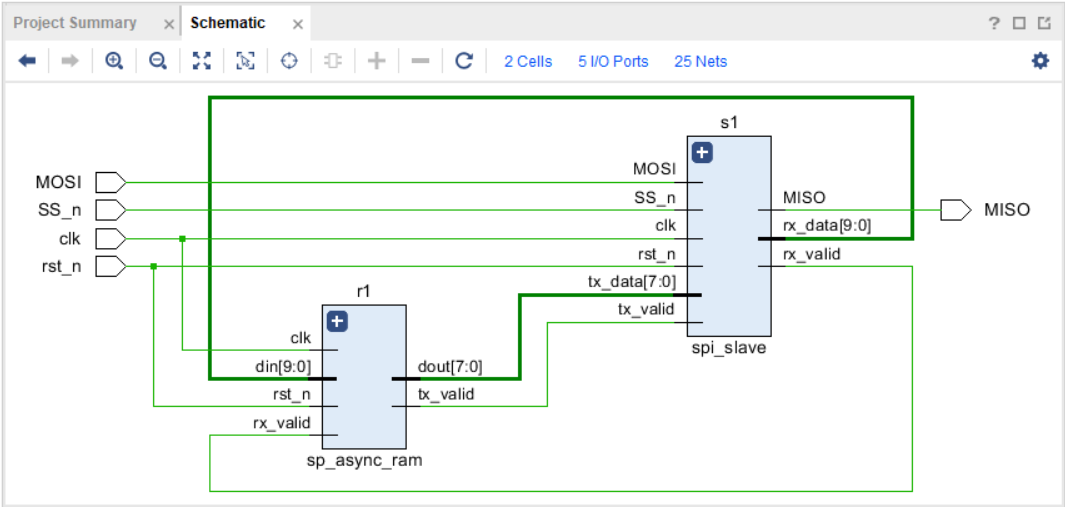 Project Summary × Schematic × ?
2 Cells 5 I/O Ports 25 Nets
s1
MOSI
SS_n
clk
rst_n
MOSI
SS_n
clk
rst_n
tx_data[7:0]
tx_valid
MISO
rx_data[9:0]
rx_valid
spi_slave
MISO
r1
clk
din[9:0]
rst_n
rx_valid
dout[7:0]
tx_valid
sp_async_ram